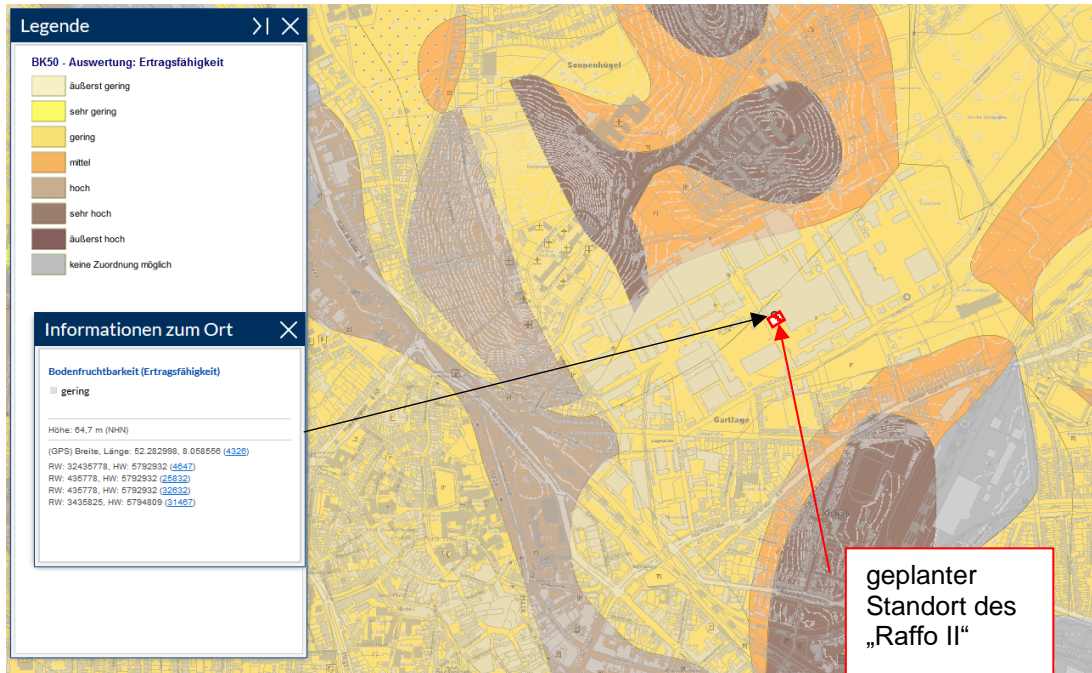 Legende
BK50 - Auswertung: Ertragsfähigkeit
äußerst gering
sehr gering
gering
mittel
hoch
sehr hoch
äußerst hoch
keine Zuordnung möglich
Informationen zum Ort
Bodenfruchtbarkeit (Ertragsfähigkeit)
gering
Höhe: 64,7 m (NHN)
(GPS) Breite, Länge: 52.282998, 8.058556 (4326)
RW: 32435778, HW: 5792932 (4647)
RW: 435778, HW: 5792932 (25832)
RW: 435778, HW: 5792932 (32632)
RW: 3435825, HW: 5794809 (31467)
Sonnenhügel
Gartlage
geplanter
Standort des
„Raffo II“